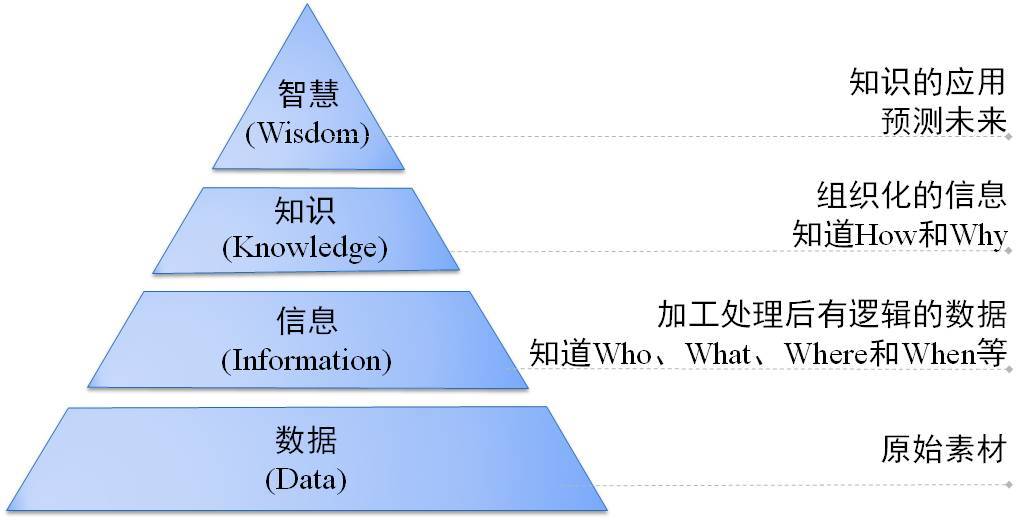 智慧
(Wisdom)
知识的应用
预测未来
知识
(Knowledge)
组织化的信息
知道How和Why
信息
(Information)
加工处理后有逻辑的数据
知道Who、What、Where和When等
数据
(Data)
原始素材